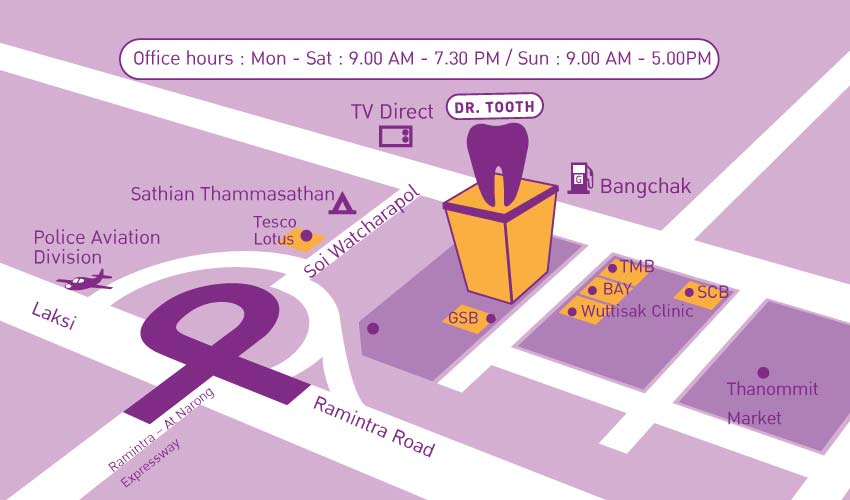 Office hours : Mon - Sat : 9.00 AM - 7.30 PM / Sun : 9.00 AM - 5.00PM
TV Direct
DR. TOOTH
G
Bangchak
Sathian Thammasathan
Tesco
Lotus
Soi Watcharapol
Police Aviation
Division
TMB
BAY
SCB
Wuttisak Clinic
GSB
Laksi
Thanommit
Market
Ramintra – At Narong
Expressway
Ramintra Road